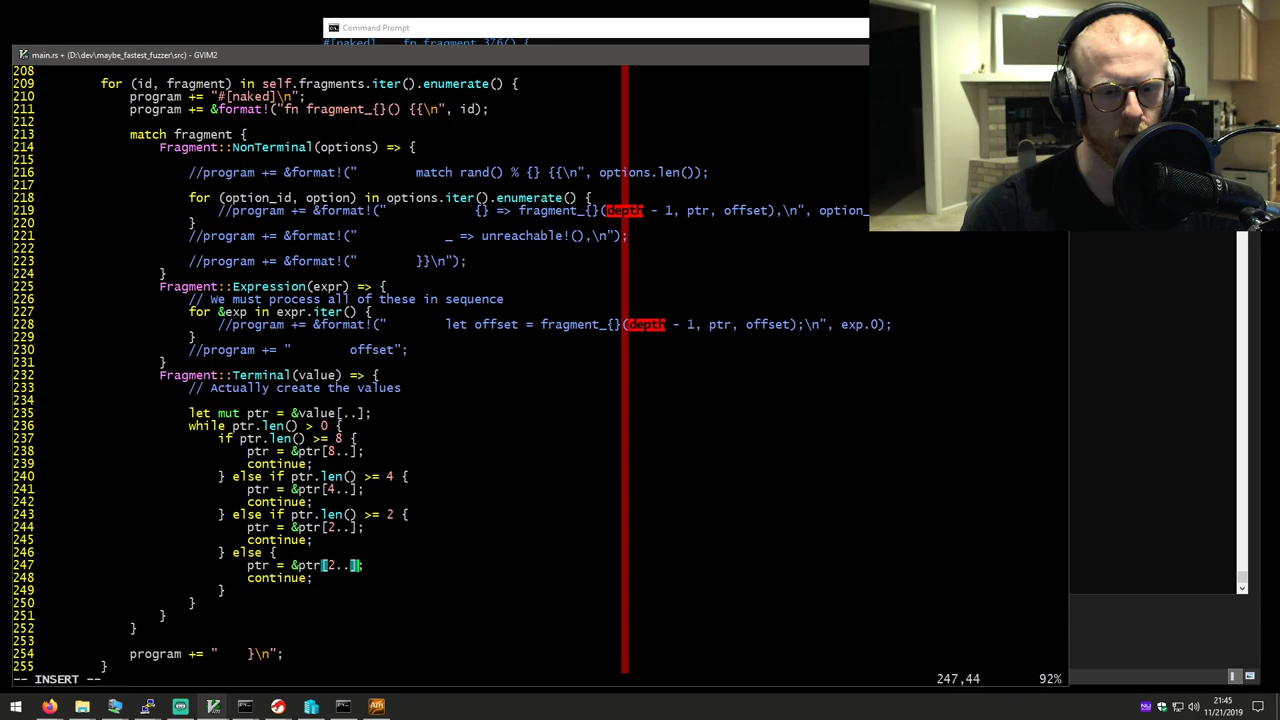 Command Prompt
#[naked]    fn fragment_376() {
main.rs + (D:\dev\maybe_fastest_fuzzer\src) - GVIM2
208
209         for (id, fragment) in self.fragments.iter().enumerate() {
210             program += "#[naked]\n";
211             program += &format!("fn fragment_{}() {{\n", id);
212
213             match fragment {
214                 Fragment::NonTerminal(options) => {
215
216                     //program += &format!("        match rand() % {} {{\n", options.len());
217
218                     for (option_id, option) in options.iter().enumerate() {
219                         //program += &format!("            {} => fragment_{}(depth - 1, ptr, offset),\n", option_
220                     }
221                     //program += &format!("            _ => unreachable!(),\n");
222
223                     //program += &format!("        }}\n");
224                 }
225                 Fragment::Expression(expr) => {
226                     // We must process all of these in sequence
227                     for &exp in expr.iter() {
228                         //program += &format!("        let offset = fragment_{}(depth - 1, ptr, offset);\n", exp.0);
229                     }
230                     //program += "        offset";
231                 }
232                 Fragment::Terminal(value) => {
233                     // Actually create the values
234
235                     let mut ptr = &value[..];
236                     while ptr.len() > 0 {
237                         if ptr.len() >= 8 {
238                             ptr = &ptr[8..];
239                             continue;
240                         } else if ptr.len() >= 4 {
241                             ptr = &ptr[4..];
242                             continue;
243                         } else if ptr.len() >= 2 {
244                             ptr = &ptr[2..];
245                             continue;
246                         } else {
247                             ptr = &ptr[2..];
248                             continue;
249                         }
250                     }
251                 }
252             }
253
254             program += "    }\n";
255         }
-- INSERT --                    247,44          92%
21:45
11/21/2019